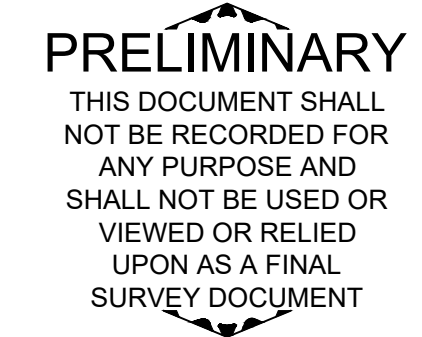 PRELIMINARY
THIS DOCUMENT SHALL
NOT BE RECORDED FOR
ANY PURPOSE AND
SHALL NOT BE USED OR
VIEWED OR RELIED
UPON AS A FINAL
SURVEY DOCUMENT